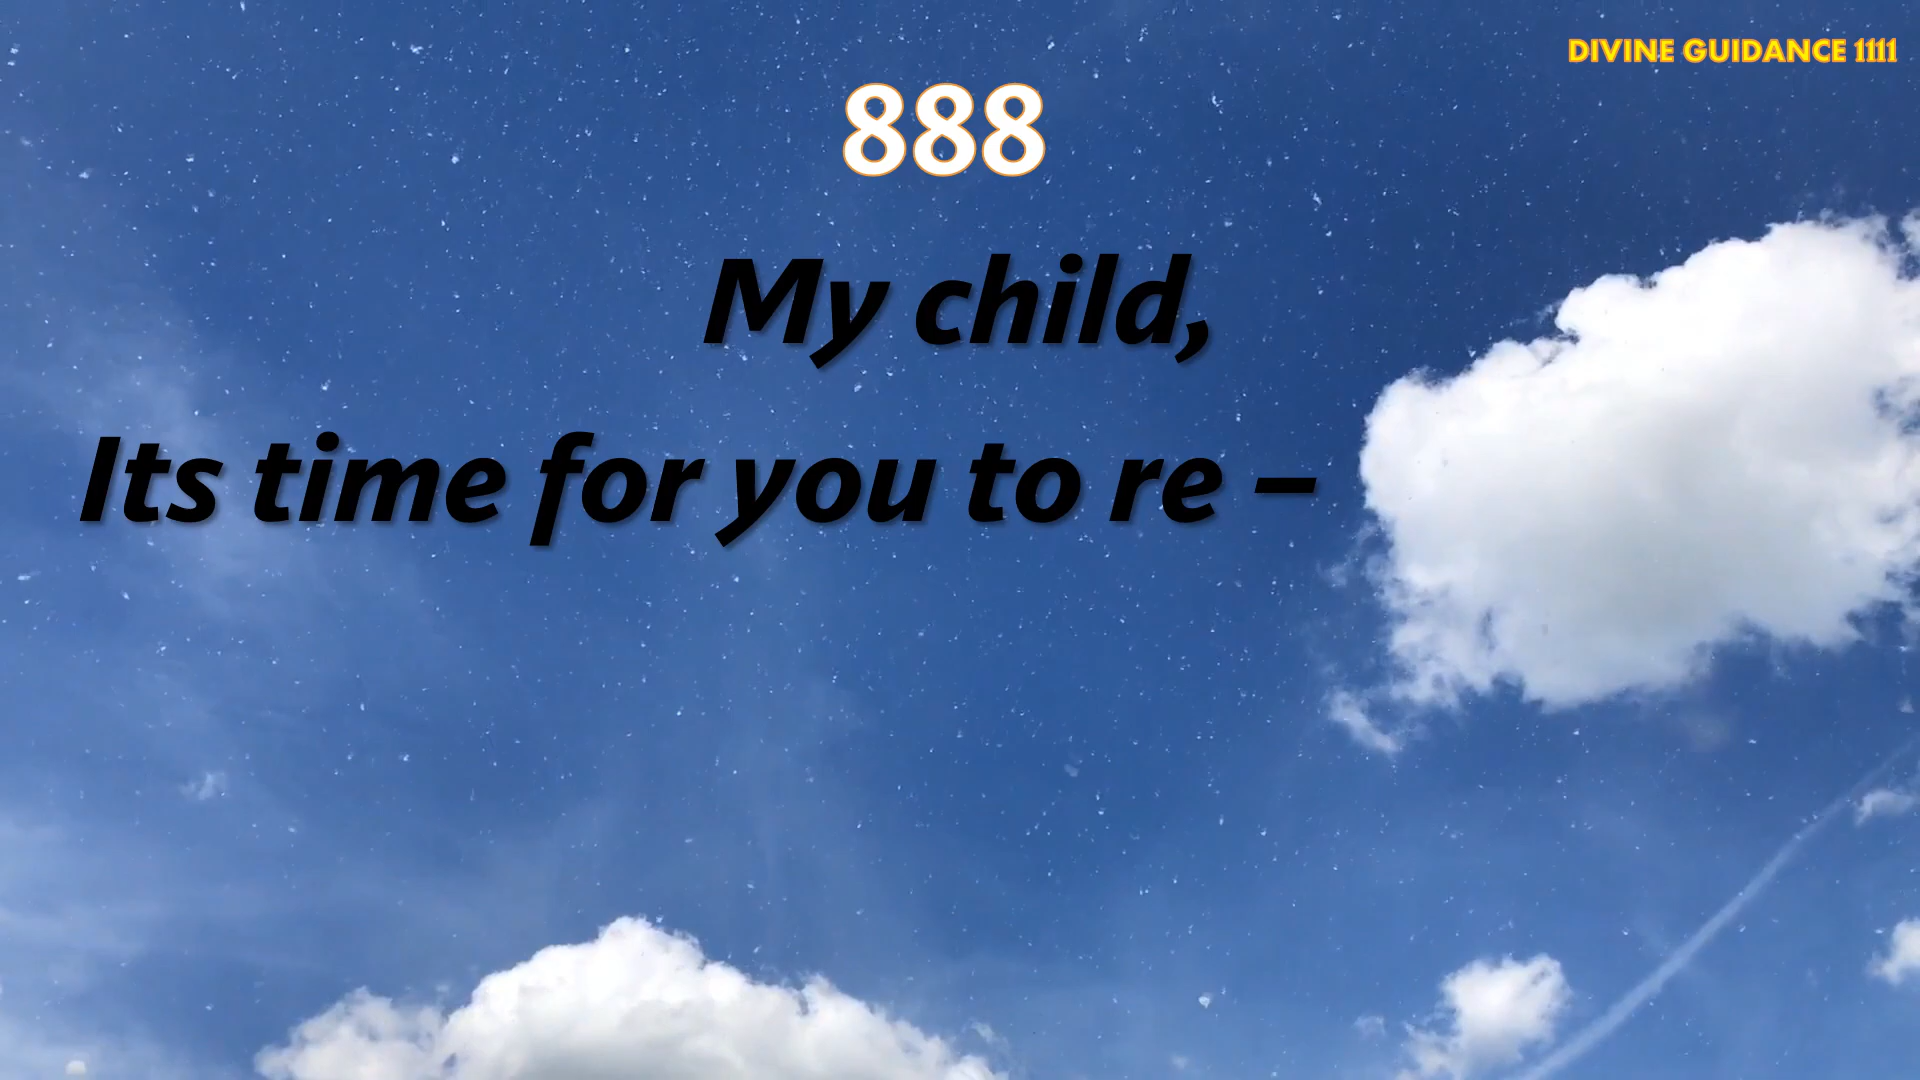 DIVINE GUIDANCE 1111
888
My child,
Its time for you to re –